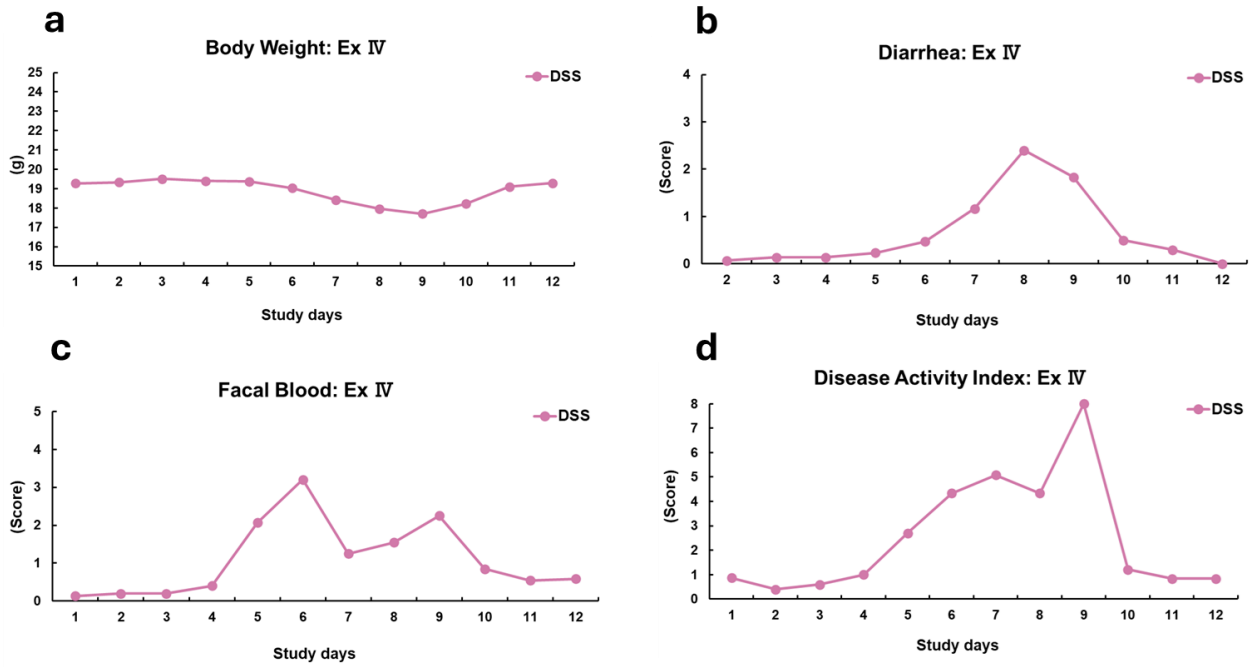 a
Body Weight: Ex Ⅳ
DSS
25
24
23
22
21
20
19
18
17
16
15
(g)
1 2 3 4 5 6 7 8 9 10 11 12
Study days
b
Diarrhea: Ex Ⅳ
DSS
4
3
2
1
0
(Score)
2 3 4 5 6 7 8 9 10 11 12
Study days
c
Facal Blood: Ex Ⅳ
DSS
5
4
3
2
1
0
(Score)
1 2 3 4 5 6 7 8 9 10 11 12
Study days
d
Disease Activity Index: Ex Ⅳ
DSS
8
7
6
5
4
3
2
1
0
(Score)
1 2 3 4 5 6 7 8 9 10 11 12
Study days